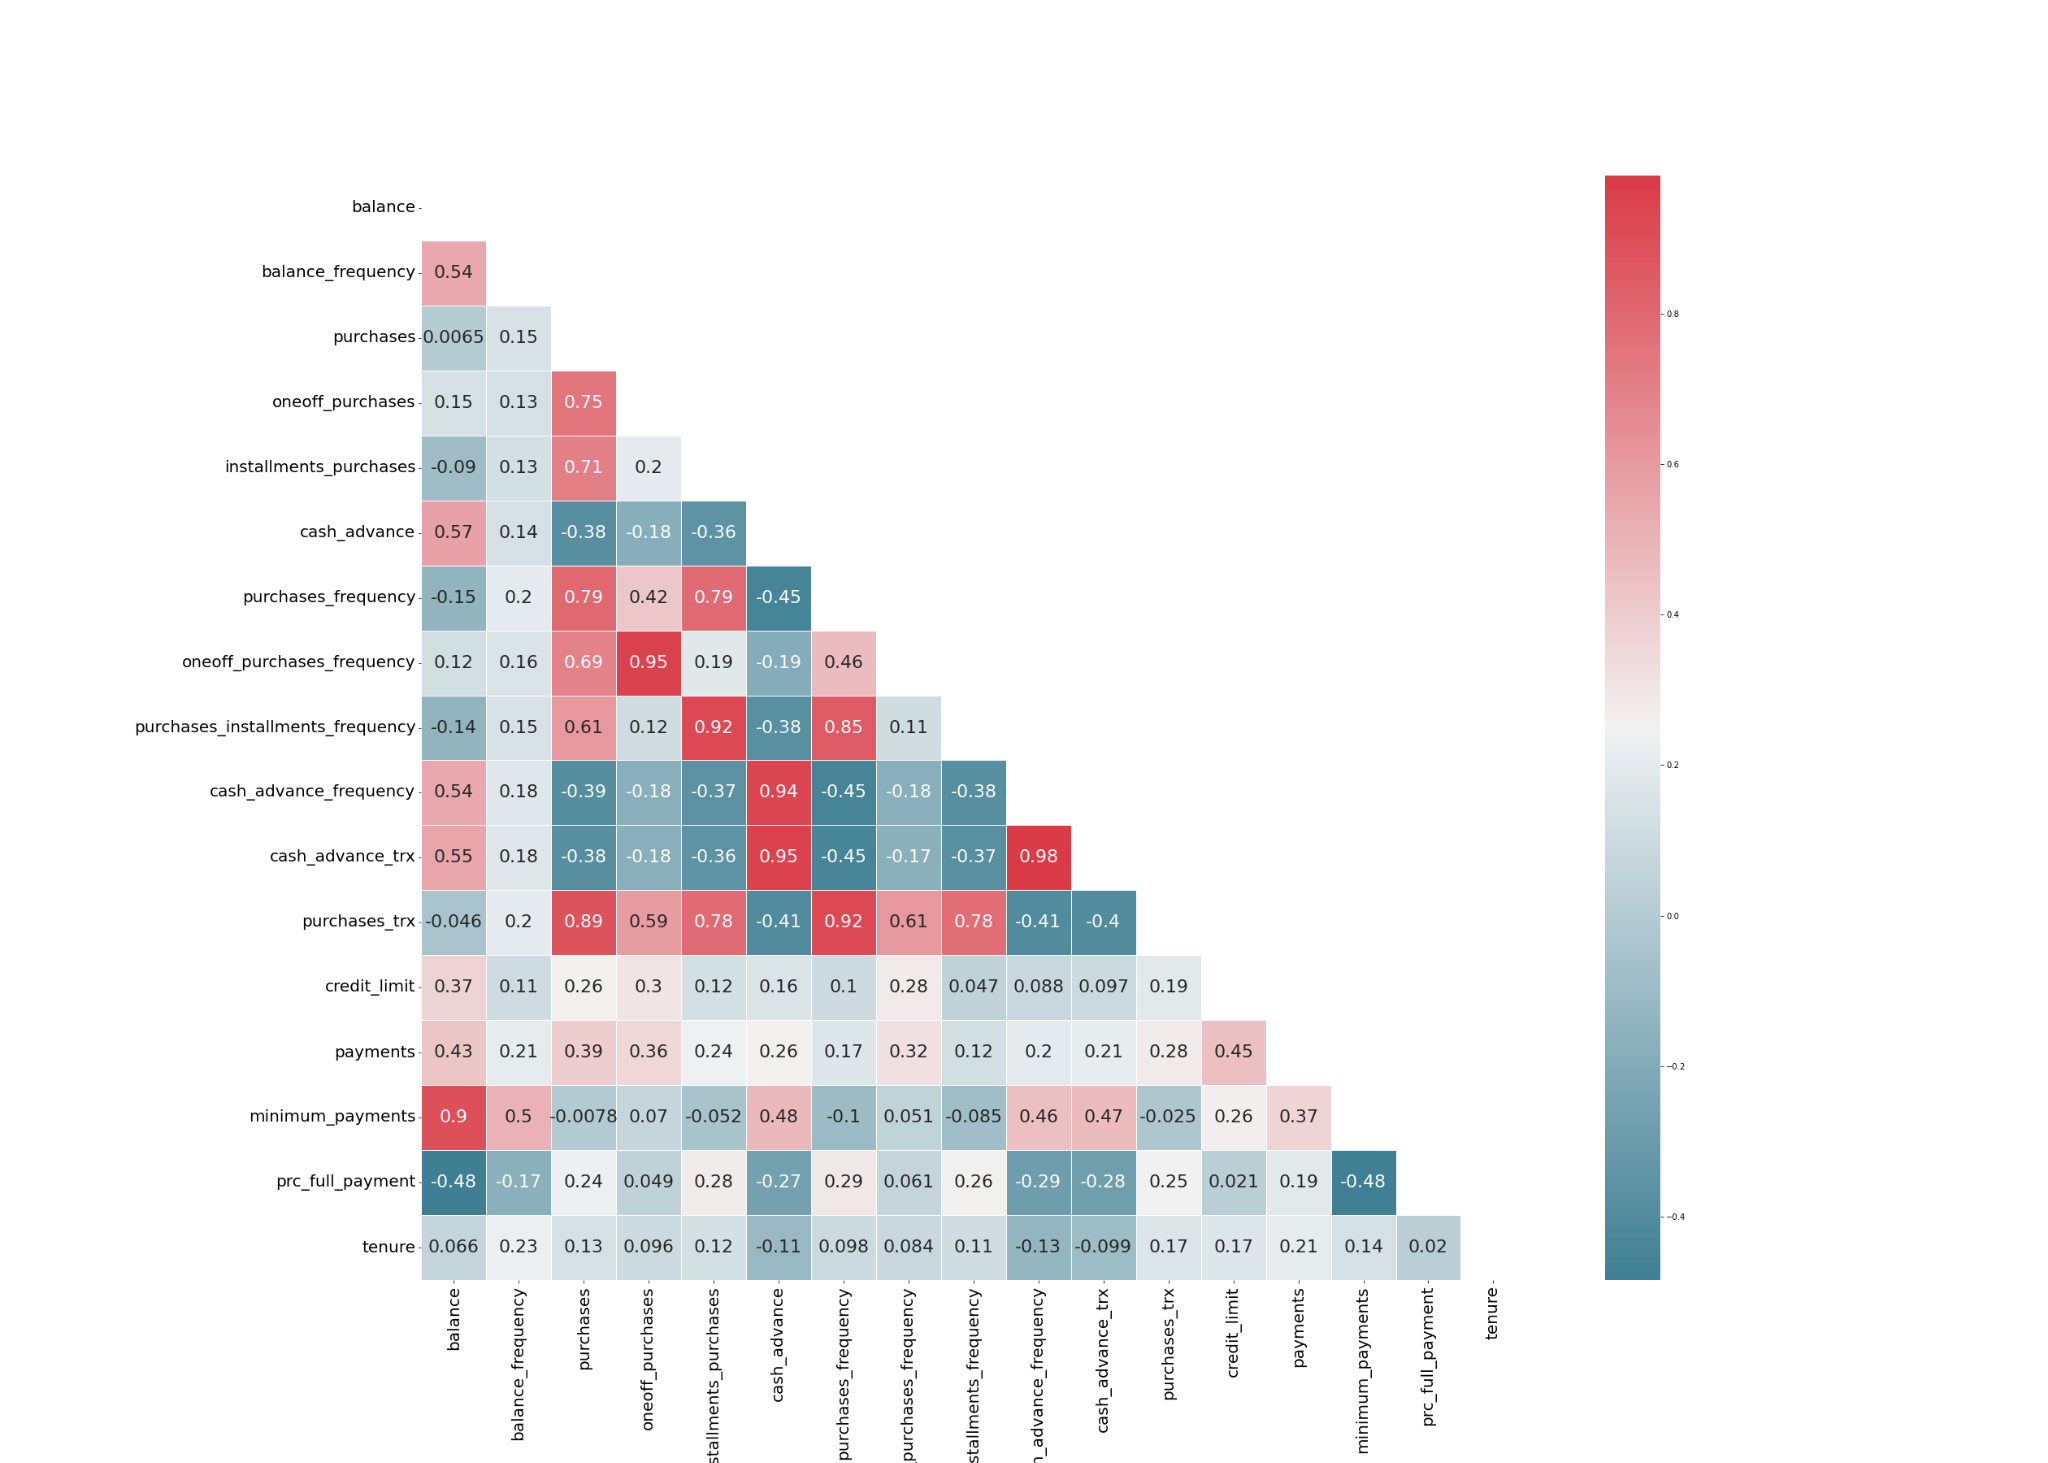 balance
balance_frequency 0.54
purchases 0.0065 0.15
oneoff_purchases 0.15 0.13 0.75
installments_purchases -0.09 0.13 0.71 0.2
cash_advance 0.57 0.14 -0.38 -0.18 -0.36
purchases_frequency -0.15 0.2 0.79 0.42 0.79 -0.45
oneoff_purchases_frequency 0.12 0.16 0.69 0.95 0.19 -0.19 0.46
purchases_installments_frequency -0.14 0.15 0.61 0.12 0.92 -0.38 0.85 0.11
cash_advance_frequency 0.54 0.18 -0.39 -0.18 -0.37 0.94 -0.45 -0.18 -0.38
cash_advance_trx 0.55 0.18 -0.38 -0.18 -0.36 0.95 -0.45 -0.17 -0.37 0.98
purchases_trx -0.046 0.2 0.89 0.59 0.78 -0.41 0.92 0.61 0.78 -0.41 -0.4
credit_limit 0.37 0.11 0.26 0.3 0.12 0.16 0.1 0.28 0.047 0.088 0.097 0.19
payments 0.43 0.21 0.39 0.36 0.24 0.26 0.17 0.32 0.12 0.2 0.21 0.28 0.45
minimum_payments 0.9 0.5 -0.0078 0.07 -0.052 0.48 -0.1 0.051 -0.085 0.46 0.47 -0.025 0.26 0.37
prc_full_payment -0.48 -0.17 0.24 0.049 0.28 -0.27 0.29 0.061 0.26 -0.29 -0.28 0.25 0.021 0.19 -0.48
tenure 0.066 0.23 0.13 0.096 0.12 -0.11 0.098 0.084 0.11 -0.13 -0.099 0.17 0.17 0.21 0.14 0.02
balance
balance_frequency
purchases
oneoff_purchases
stallments_purchases
cash_advance
purchases_frequency
_purchases_frequency
stallments_frequency
h_advance_frequency
cash_advance_trx
purchases_trx
credit_limit
payments
minimum_payments
prc_full_payment
tenure
0.8
0.6
0.4
0.2
0.0
−0.2
−0.4